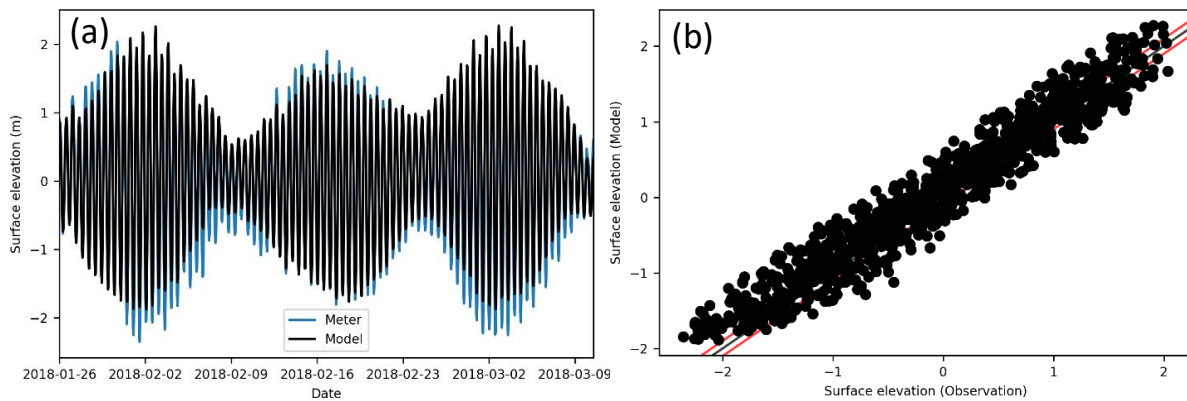 (a)
2
1
0
−1
−2
Surface elevation (m)
Meter
Model
2018-01-26
2018-02-02
2018-02-09
2018-02-16
2018-02-23
2018-03-02
2018-03-09
Date
(b)
2
1
0
−1
−2
Surface elevation (Model)
−2
−1
0
1
2
Surface elevation (Observation)